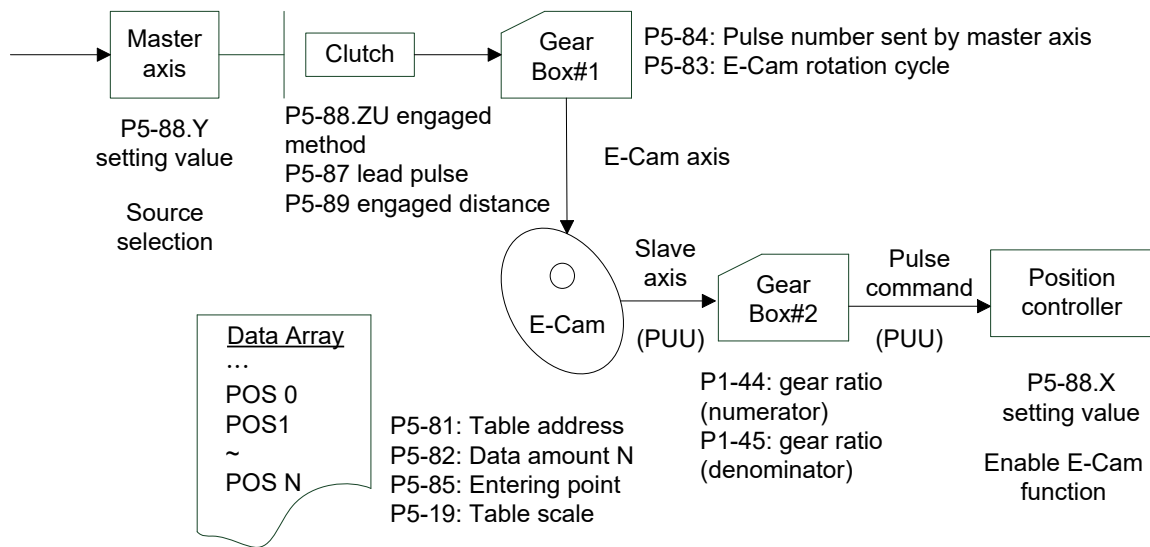 Master
axis
Clutch
Gear
Box#1
P5-84: Pulse number sent by master axis
P5-83: E-Cam rotation cycle
P5-88.Y
setting value
Source
selection
P5-88.ZU engaged
method
P5-87 lead pulse
P5-89 engaged distance
E-Cam axis
E-Cam
Slave
axis
(PUU)
Gear
Box#2
Pulse
command
(PUU)
Position
controller
Data Array
...
POS 0
POS1
~
POS N
P5-81: Table address
P5-82: Data amount N
P5-85: Entering point
P5-19: Table scale
P1-44: gear ratio
(numerator)
P1-45: gear ratio
(denominator)
P5-88.X
setting value
Enable E-Cam
function